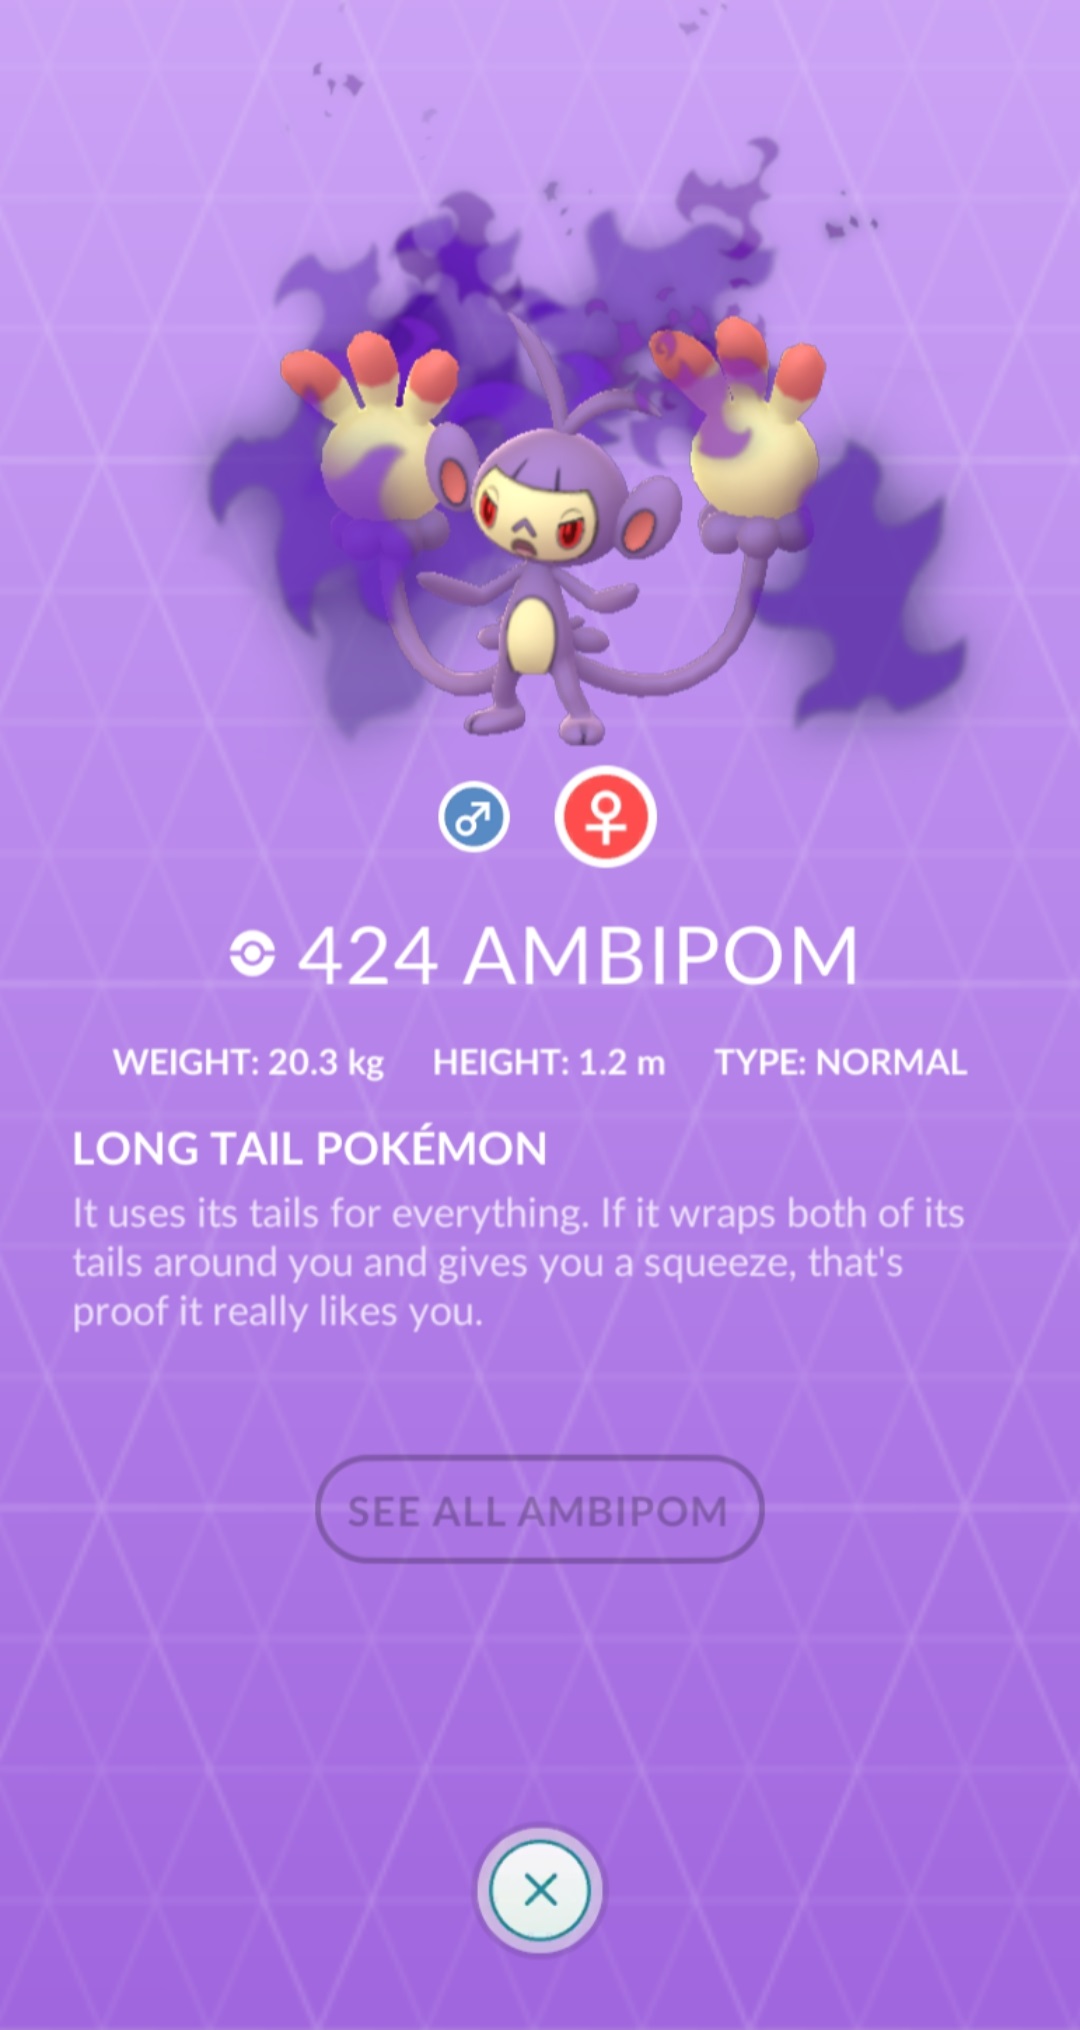 424 AMBIPOM
WEIGHT: 20.3 kg HEIGHT: 1.2 m TYPE: NORMAL
LONG TAIL POKÉMON
It uses its tails for everything. If it wraps both of its
tails around you and gives you a squeeze, that's
proof it really likes you.
SEE ALL AMBIPOM